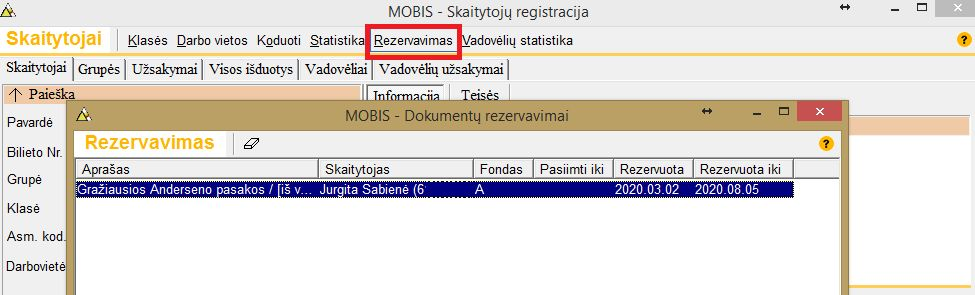 MOBIS - Skaitytojų registracija
Skaitytojai Klasės Darbo vietos Koduoti Statistika Rezervavimas Vadovėlių statistika ?
Skaitytojai Grupės Užsakymai Visos išduotys Vadovėliai Vadovėlių užsakymai
↑ Paieška Informacija Teisės
Pavardė
Bilieto Nr.
Grupė
Klasė
Asm. kod.
Darbovietė
MOBIS - Dokumentų rezervavimai
Rezervavimas ?
Aprašas Skaitytojas Fondas Pasiimti iki Rezervuota Rezervuota iki
Gražiausios Anderseno pasakos / [iš v... Jurgita Sabienė (6 A 2020.03.02 2020.08.05